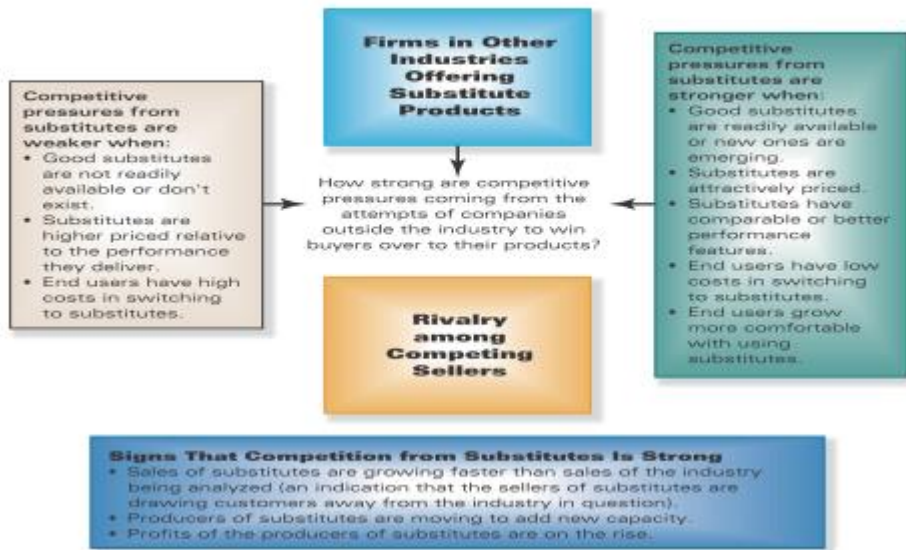 Firms in Other
Industries
Offering
Substitute
Products
Competitive
pressures from
substitutes are
weaker when:
• Good substitutes
are not readily
available or don't
exist.
• Substitutes are
higher priced relative
to the performance
they deliver.
• End users have high
costs in switching
to substitutes.
How strong are competitive
pressures coming from the
attempts of companies
outside the industry to win
buyers over to their products?
Competitive
pressures from
substitutes are
stronger when:
• Good substitutes
are readily available
or new ones are
emerging.
• Substitutes are
attractively priced.
• Substitutes have
comparable or better
performance
features.
• End users have low
costs in switching
to substitutes.
• End users grow
more comfortable
with using
substitutes.
Rivalry
among
Competing
Sellers
Signs That Competition from Substitutes Is Strong
• Sales of substitutes are growing faster than sales of the industry
being analyzed (an indication that the sellers of substitutes are
drawing customers away from the industry in question).
• Producers of substitutes are moving to add new capacity.
• Profits of the producers of substitutes are on the rise.